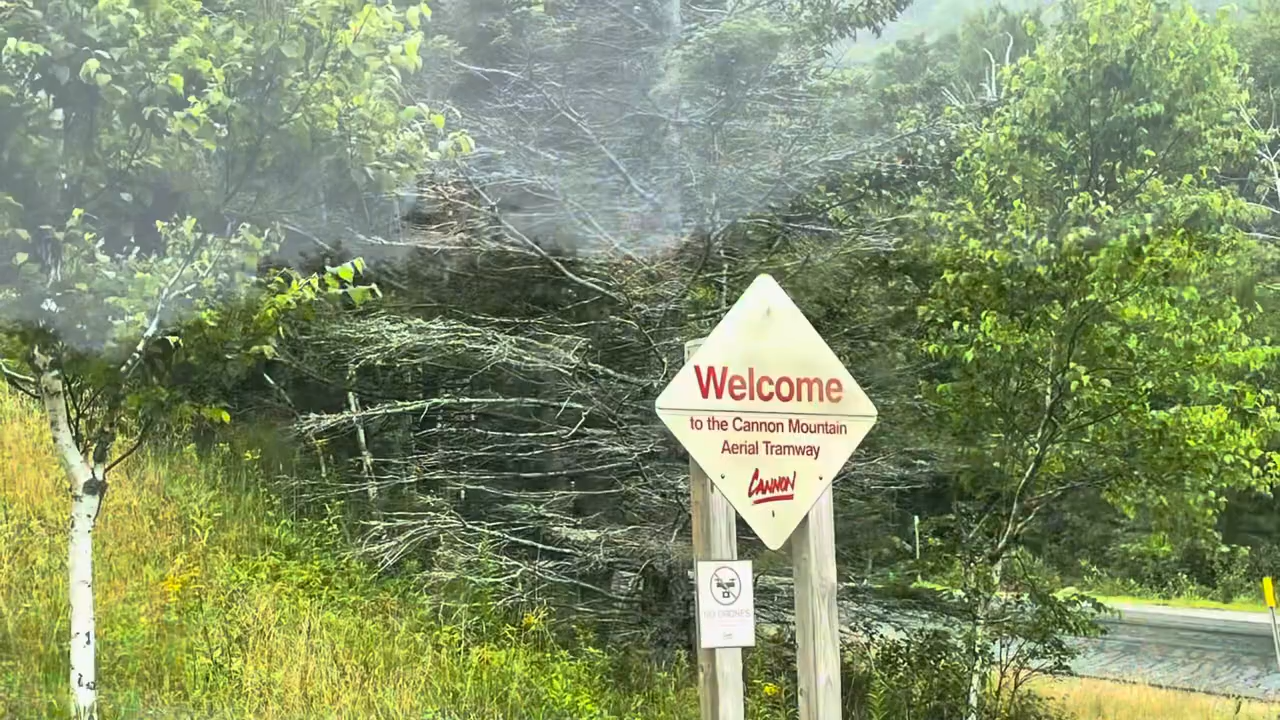 Welcome
to the Cannon Mountain
Aerial Tramway
CANNON
NO DRONES